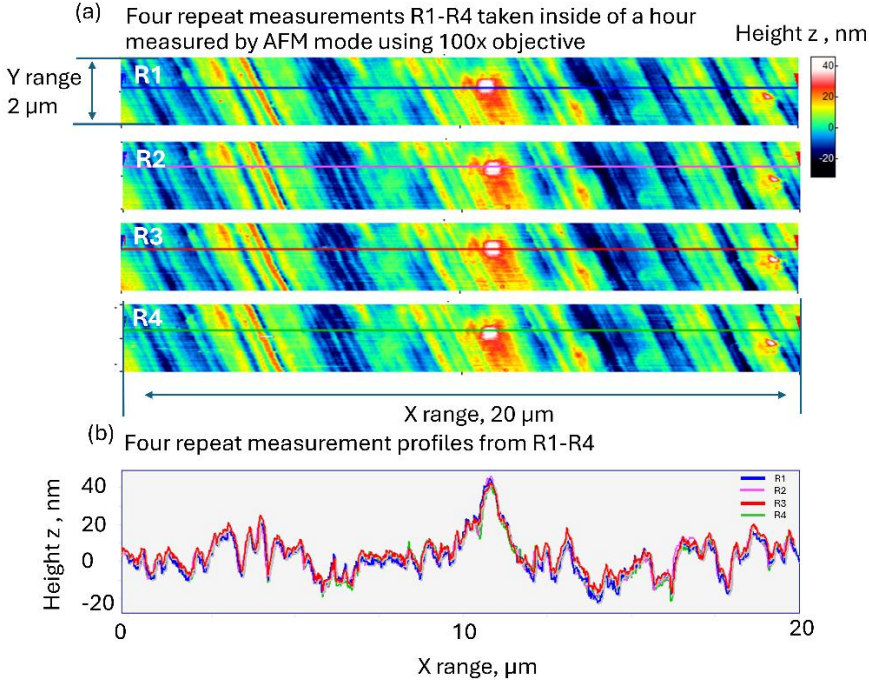 (a) Four repeat measurements R1-R4 taken inside of a hour
measured by AFM mode using 100x objective
Height z , nm
Y range
2 µm
R1
R2
R3
R4
40
20
0
-20
X range, 20 µm
(b) Four repeat measurement profiles from R1-R4
Height z , nm
40
20
0
-20
R1
R2
R3
R4
0
10
20
X range, µm